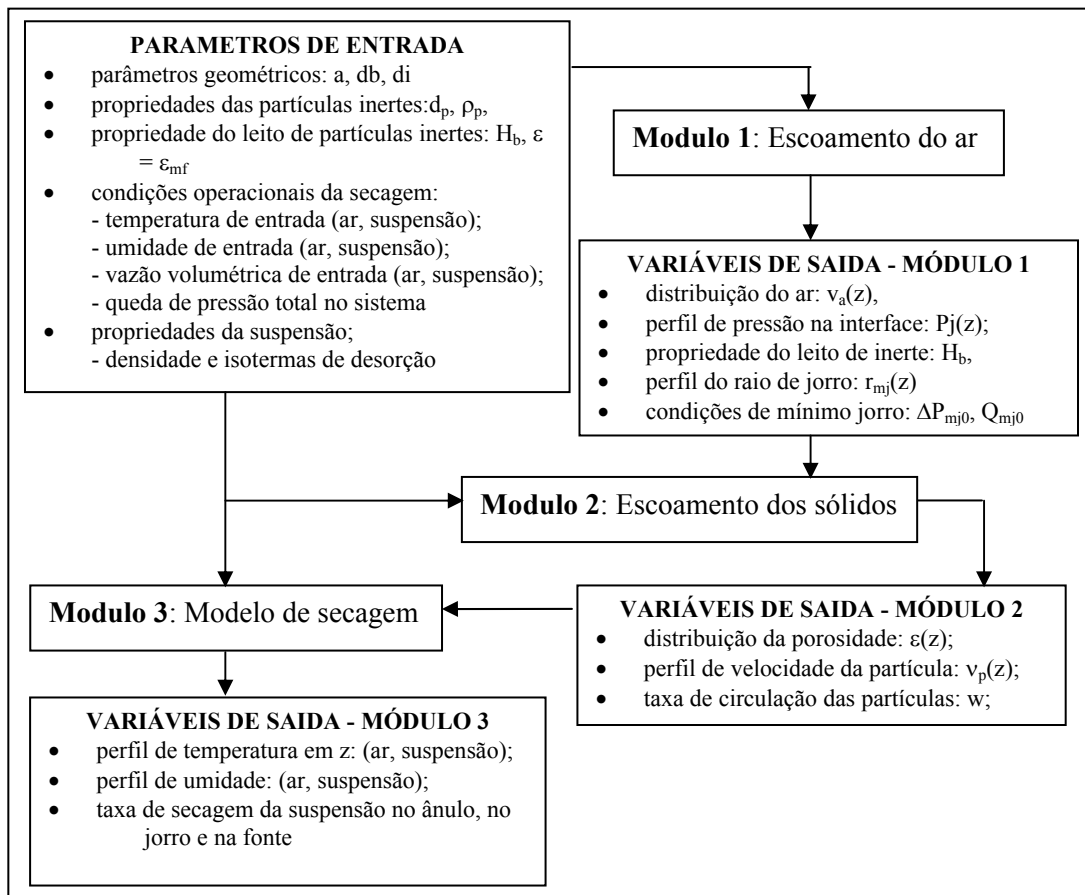 PARAMETROS DE ENTRADA
• parâmetros geométricos: a, db, di
• propriedades das partículas inertes:dp, ρp,
• propriedade do leito de partículas inertes: Hb, ε
= εmf
• condições operacionais da secagem:
- temperatura de entrada (ar, suspensão);
- umidade de entrada (ar, suspensão);
- vazão volumétrica de entrada (ar, suspensão);
- queda de pressão total no sistema
• propriedades da suspensão;
- densidade e isotermas de desorção
Modulo 1: Escoamento do ar
VARIÁVEIS DE SAIDA - MÓDULO 1
• distribuição do ar: va(z),
• perfil de pressão na interface: Pj(z);
• propriedade do leito de inerte: Hb,
• perfil do raio de jorro: rmj(z)
• condições de mínimo jorro: ΔPmj0, Qmj0
Modulo 2: Escoamento dos sólidos
VARIÁVEIS DE SAIDA - MÓDULO 2
• distribuição da porosidade: ε(z);
• perfil de velocidade da partícula: νp(z);
• taxa de circulação das partículas: w;
Modulo 3: Modelo de secagem
VARIÁVEIS DE SAIDA - MÓDULO 3
• perfil de temperatura em z: (ar, suspensão);
• perfil de umidade: (ar, suspensão);
• taxa de secagem da suspensão no ânulo, no
jorro e na fonte